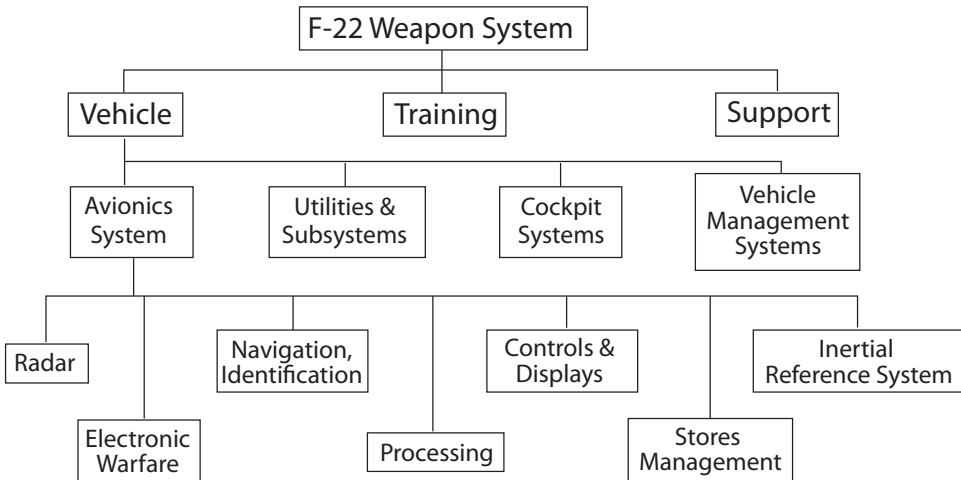 F-22 Weapon System
Vehicle
Training
Support
Avionics
System
Utilities &
Subsystems
Cockpit
Systems
Vehicle
Management
Systems
Radar
Electronic
Warfare
Navigation,
Identification
Processing
Controls &
Displays
Stores
Management
Inertial
Reference System